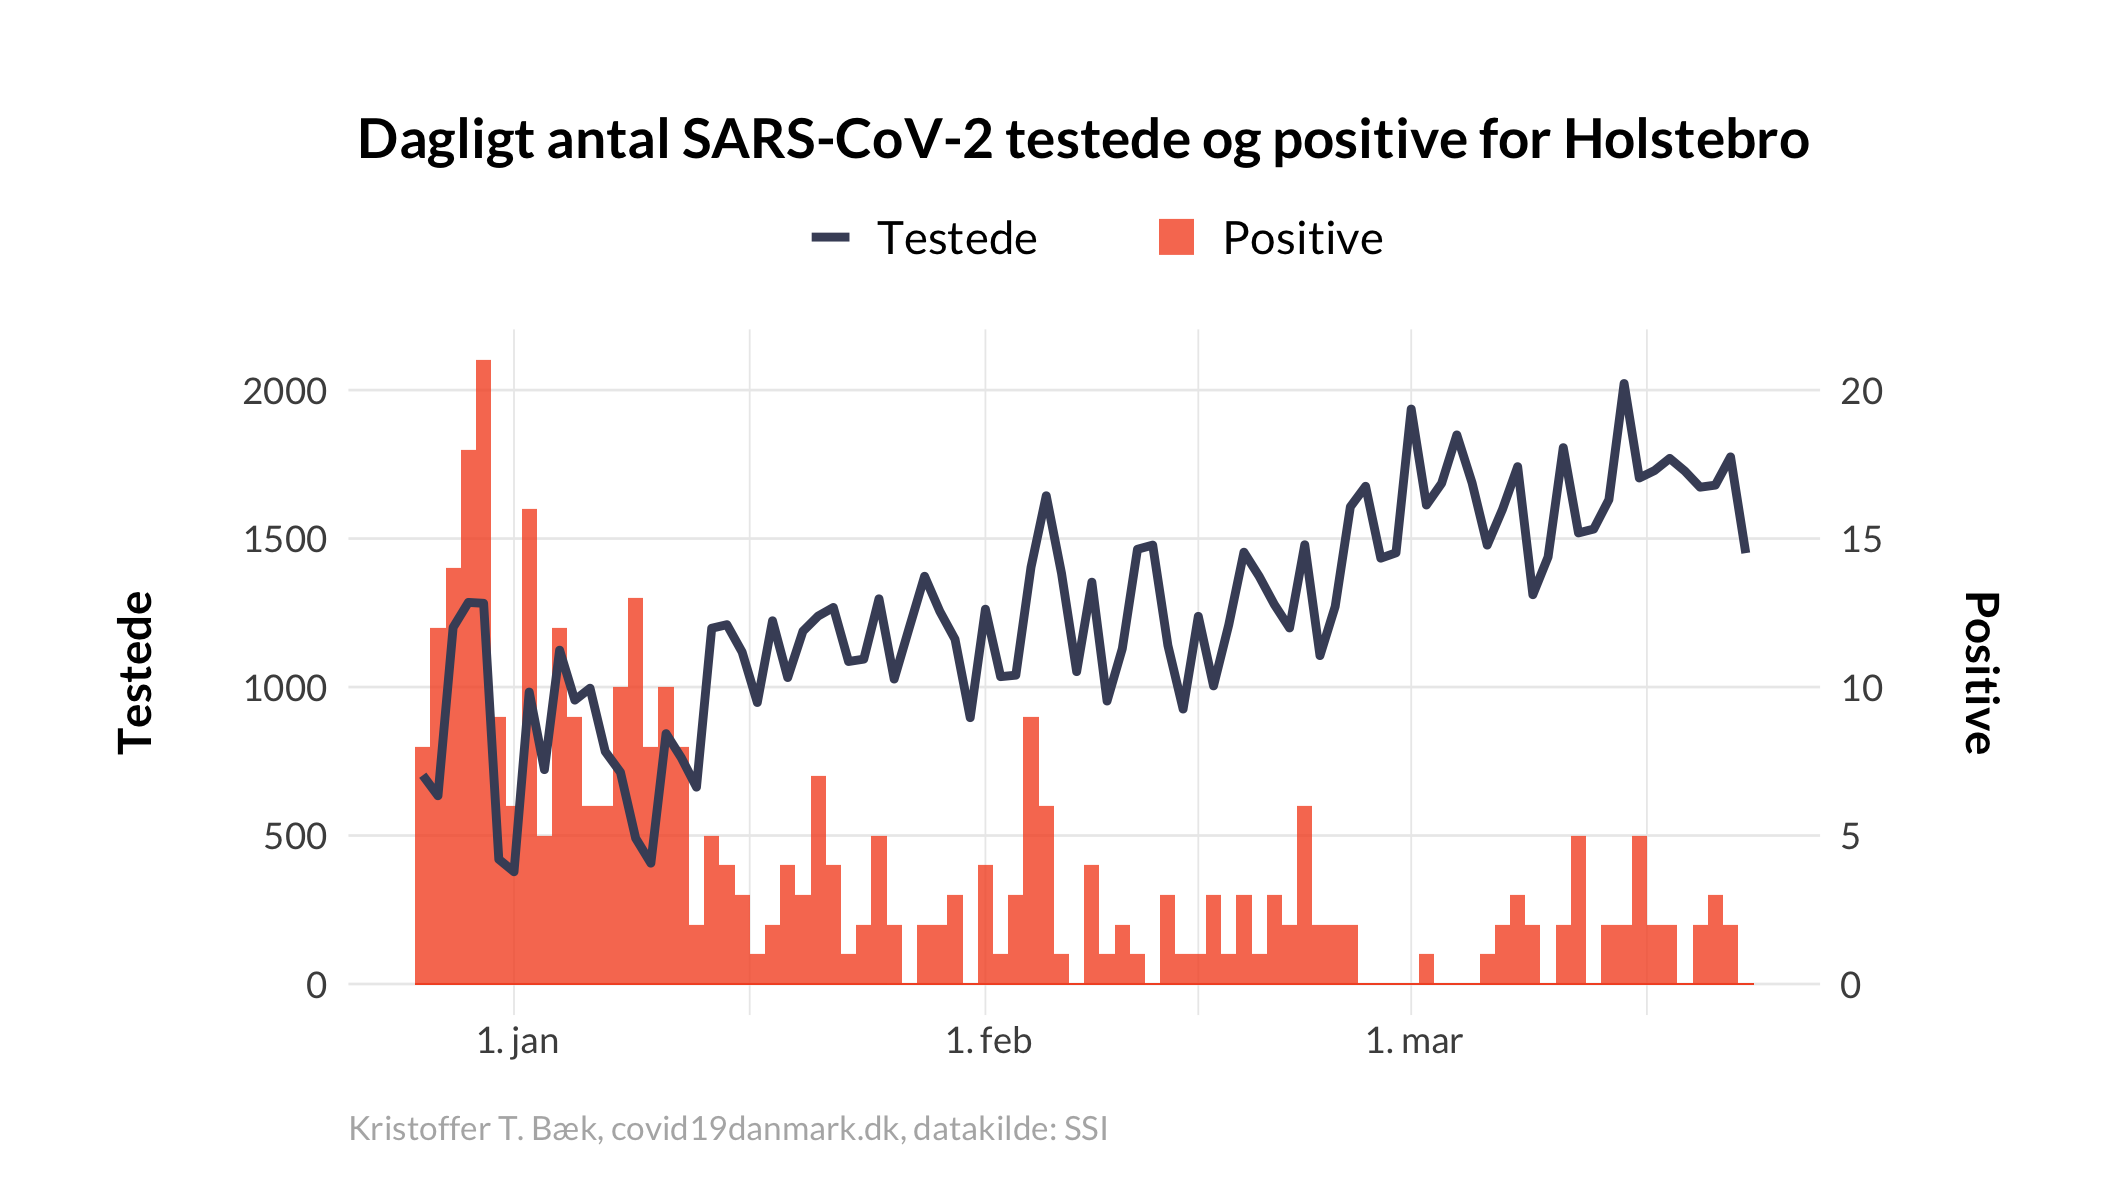 Dagligt antal SARS-CoV-2 testede og positive for Holstebro
Testede
Positive
2000
1500
1000
500
0
20
15
10
5
0
Testede
Positive
1. jan
1. feb
1. mar
Kristoffer T. Bæk, covid19danmark.dk, datakilde: SSI